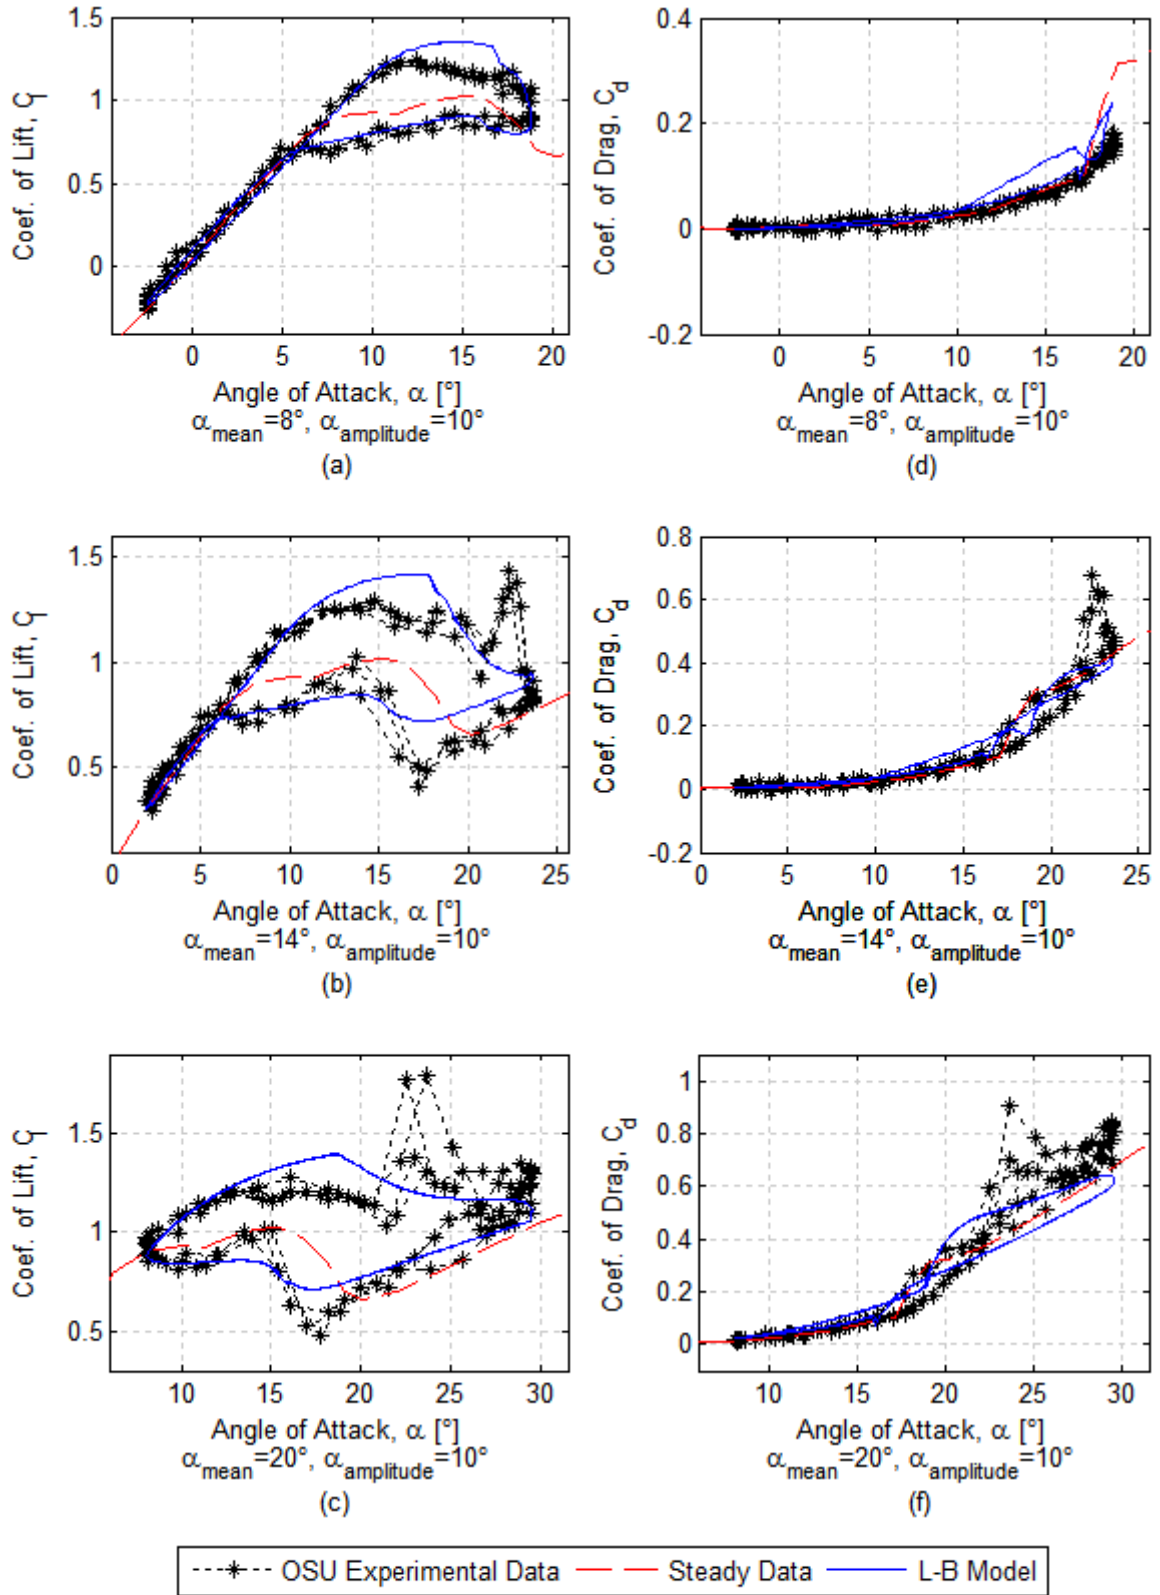 Coef. of Lift, Cl
1.5
1
0.5
0
0 5 10 15 20
Angle of Attack, α [°]
αmean=8°, αamplitude=10°
(a)
Coef. of Drag, Cd
0.4
0.2
0
-0.2
0 5 10 15 20
Angle of Attack, α [°]
αmean=8°, αamplitude=10°
(d)
Coef. of Lift, Cl
1.5
1
0.5
0 5 10 15 20 25
Angle of Attack, α [°]
αmean=14°, αamplitude=10°
(b)
Coef. of Drag, Cd
0.8
0.6
0.4
0.2
0
-0.2
0 5 10 15 20 25
Angle of Attack, α [°]
αmean=14°, αamplitude=10°
(e)
Coef. of Lift, Cl
1.5
1
0.5
10 15 20 25 30
Angle of Attack, α [°]
αmean=20°, αamplitude=10°
(c)
Coef. of Drag, Cd
1
0.8
0.6
0.4
0.2
0
10 15 20 25 30
Angle of Attack, α [°]
αmean=20°, αamplitude=10°
(f)
OSU Experimental Data Steady Data L-B Model